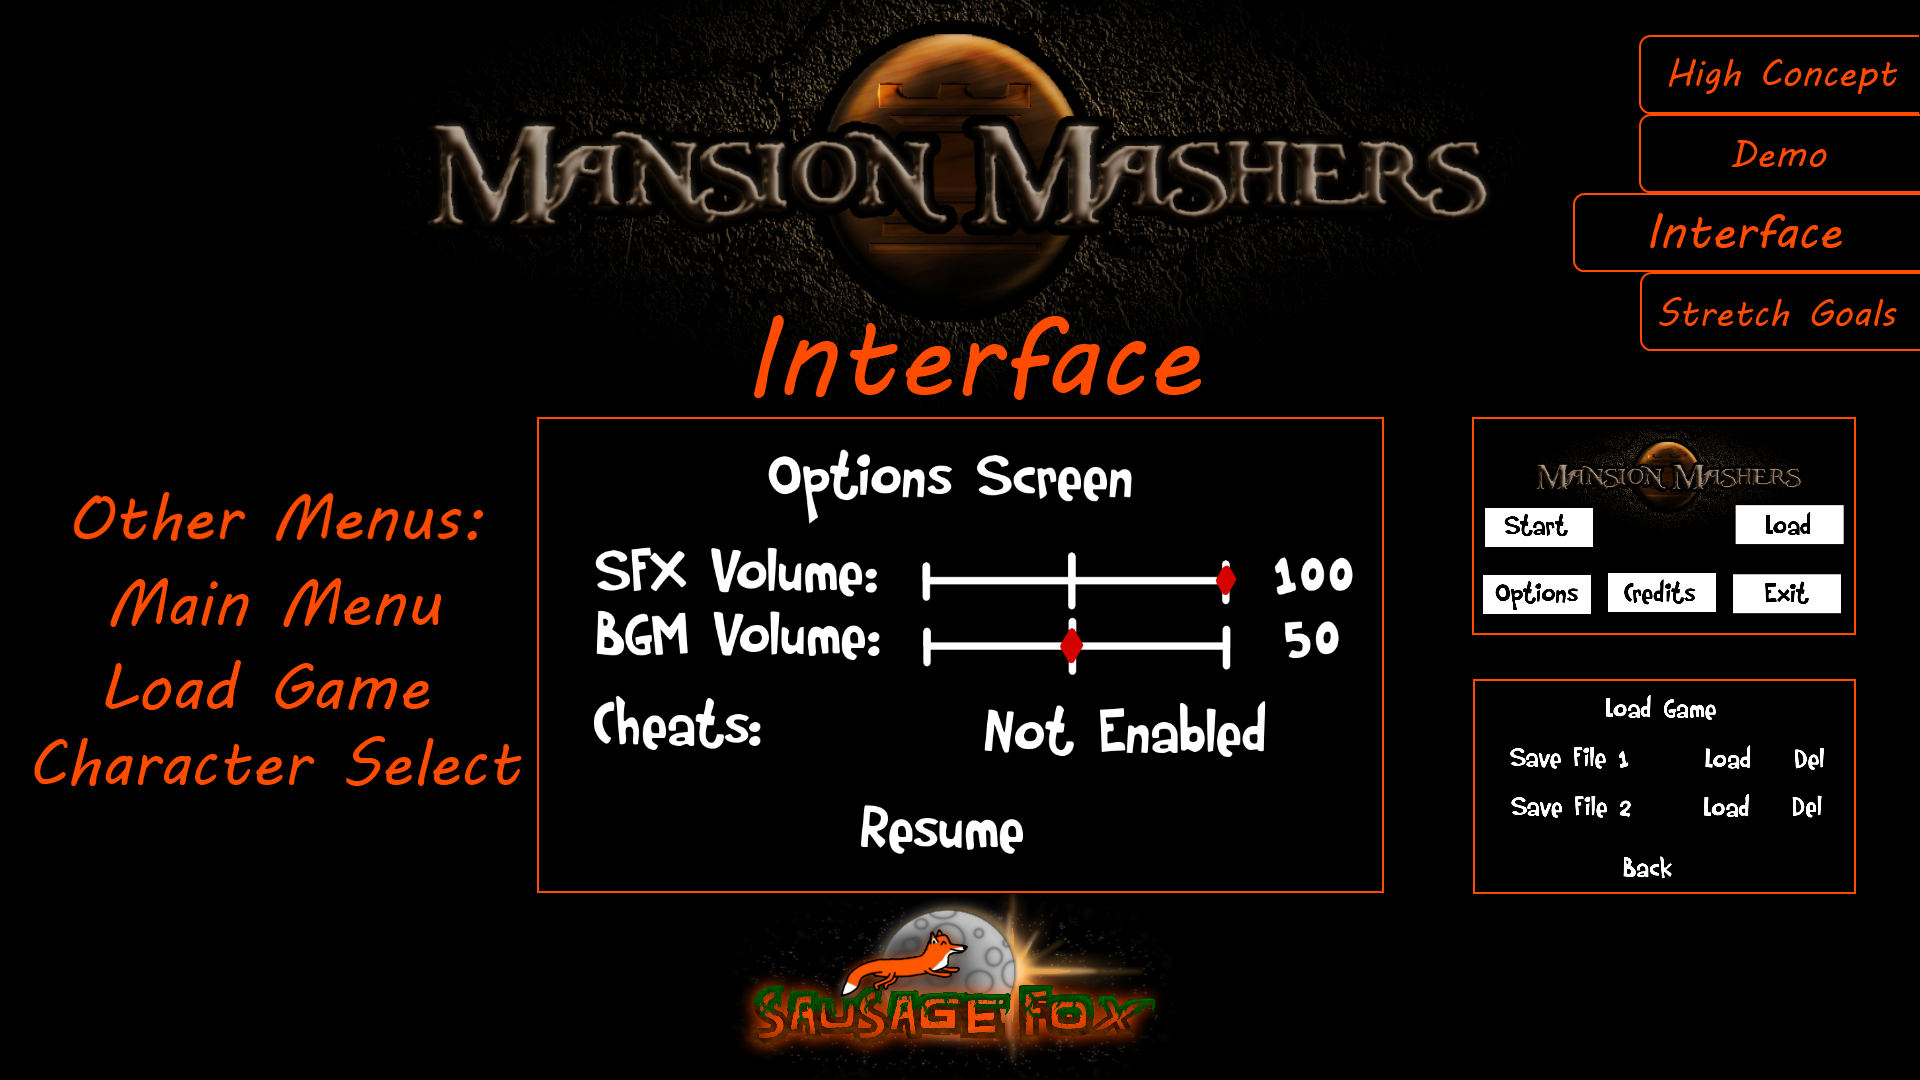 Mansion Mashers
High Concept
Demo
Interface
Stretch Goals
Interface
Other Menus:
Main Menu
Load Game
Character Select
Options Screen
SFX Volume: 100
BGM Volume: 50
Cheats: Not Enabled
Resume
Mansion Mashers
Start Load
Options Credits Exit
Load Game
Save File 1 Load Del
Save File 2 Load Del
Back
Sausage Fox